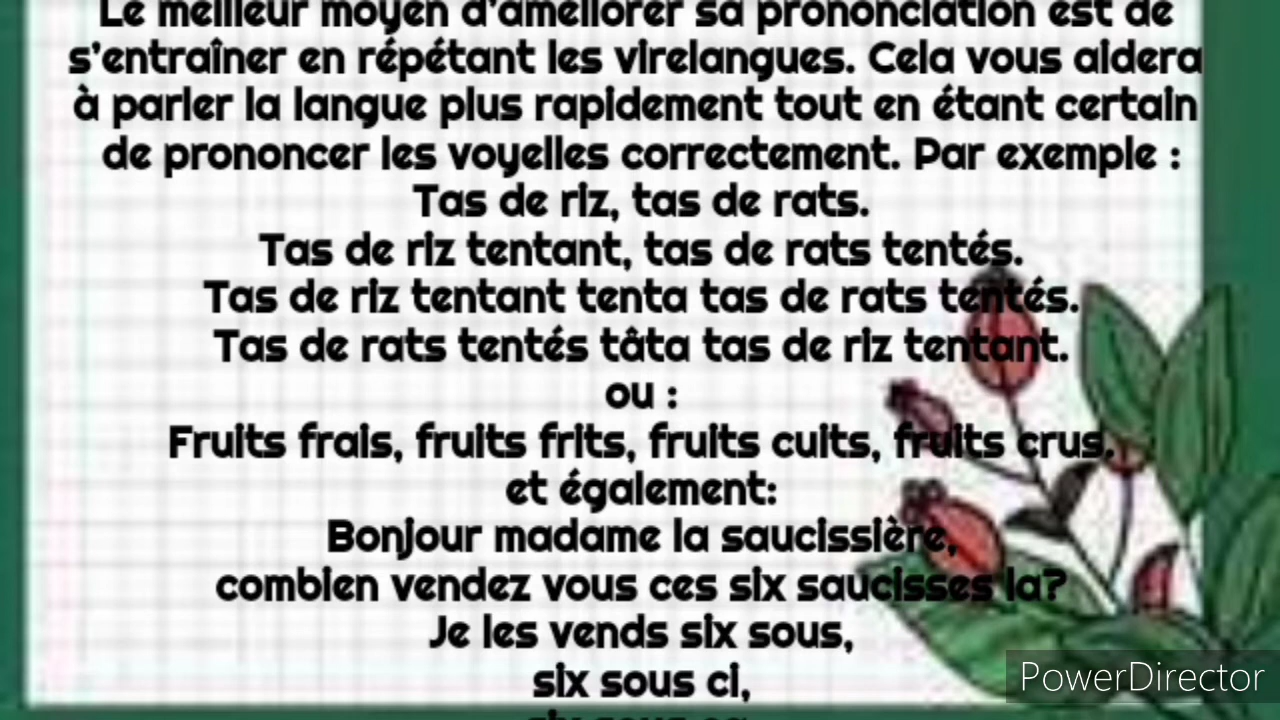 Le meilleur moyen d'améliorer sa prononciation est de
s'entraîner en répétant les virelangues. Cela vous aidera
à parler la langue plus rapidement tout en étant certain
de prononcer les voyelles correctement. Par exemple :
Tas de riz, tas de rats.
Tas de riz tentant, tas de rats tentés.
Tas de riz tentant tenta tas de rats tentés.
Tas de rats tentés tâta tas de riz tentant.
ou :
Fruits frais, fruits frits, fruits cuits, fruits crus.
et également:
Bonjour madame la saucissière,
combien vendez vous ces six saucisses la?
Je les vends six sous,
six sous ci,
PowerDirector